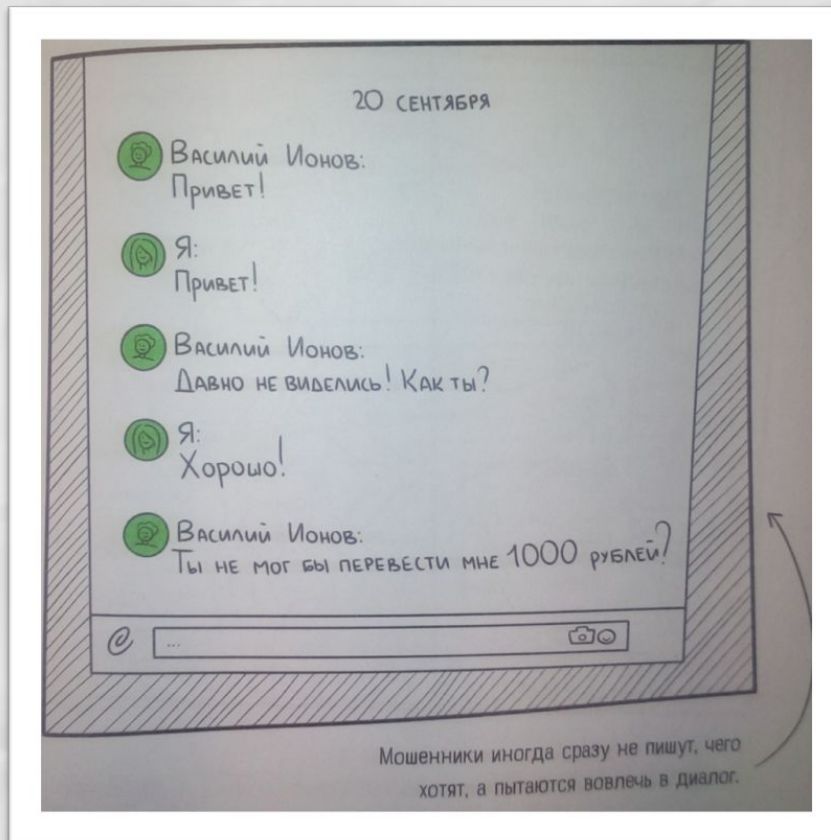 20 СЕНТЯБРЯ
Василий Ионов:
Привет!
Я:
Привет!
Василий Ионов:
Давно не виделись! Как ты?
Я:
Хорошо!
Василий Ионов:
Ты не мог бы перевести мне 1000 рублей?
...
Мошенники иногда сразу не пишут, чего
хотят, а пытаются вовлечь в диалог.